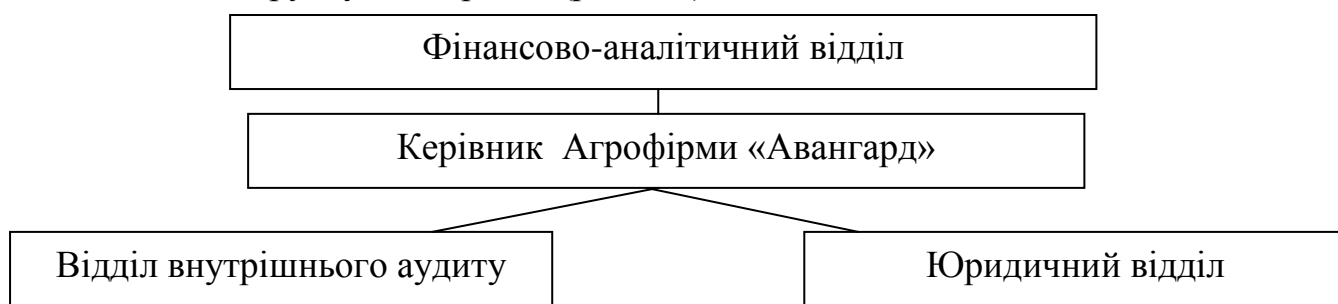 Фінансово-аналітичний відділ
Керівник Агрофірми «Авангард»
Відділ внутрішнього аудиту
Юридичний відділ